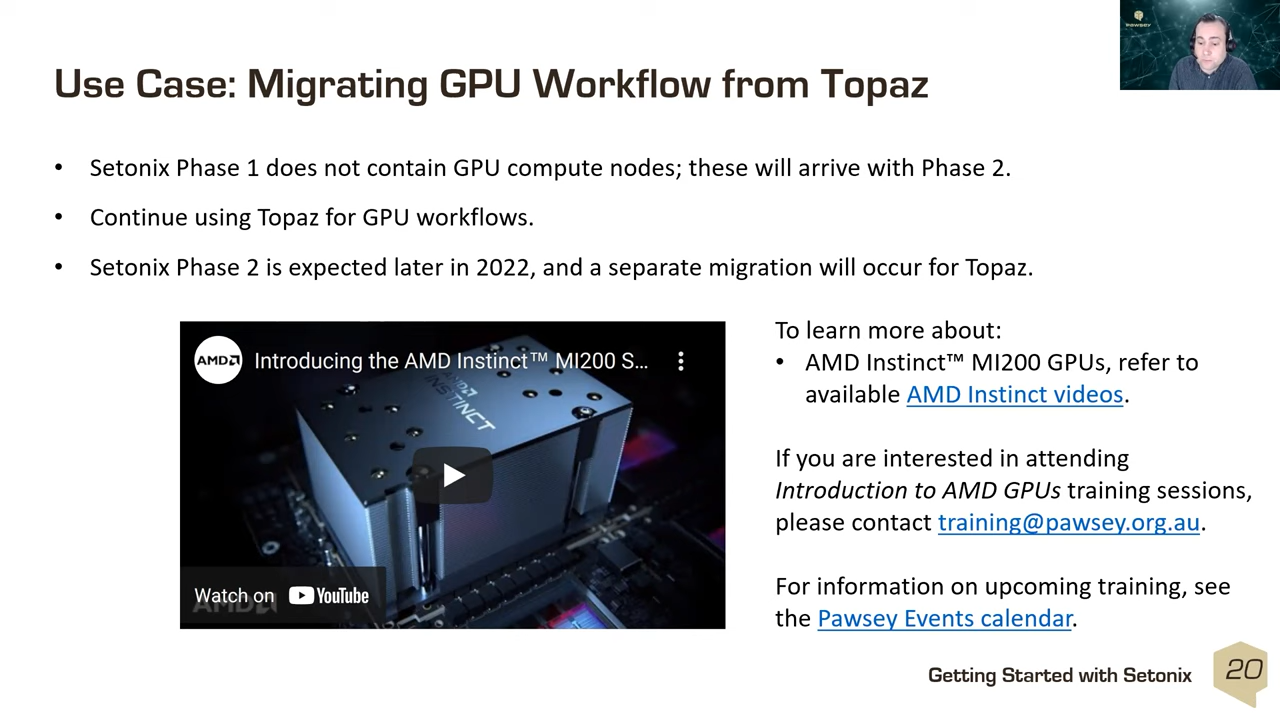 Pawsey
Use Case: Migrating GPU Workflow from Topaz
• Setonix Phase 1 does not contain GPU compute nodes; these will arrive with Phase 2.
• Continue using Topaz for GPU workflows.
• Setonix Phase 2 is expected later in 2022, and a separate migration will occur for Topaz.
AMD Introducing the AMD Instinct™ MI200 S...
AMD
INSTINCT
Watch on YouTube
AMD
To learn more about:
• AMD Instinct™ MI200 GPUs, refer to
available AMD Instinct videos.
If you are interested in attending
Introduction to AMD GPUs training sessions,
please contact training@pawsey.org.au.
For information on upcoming training, see
the Pawsey Events calendar.
Getting Started with Setonix
20